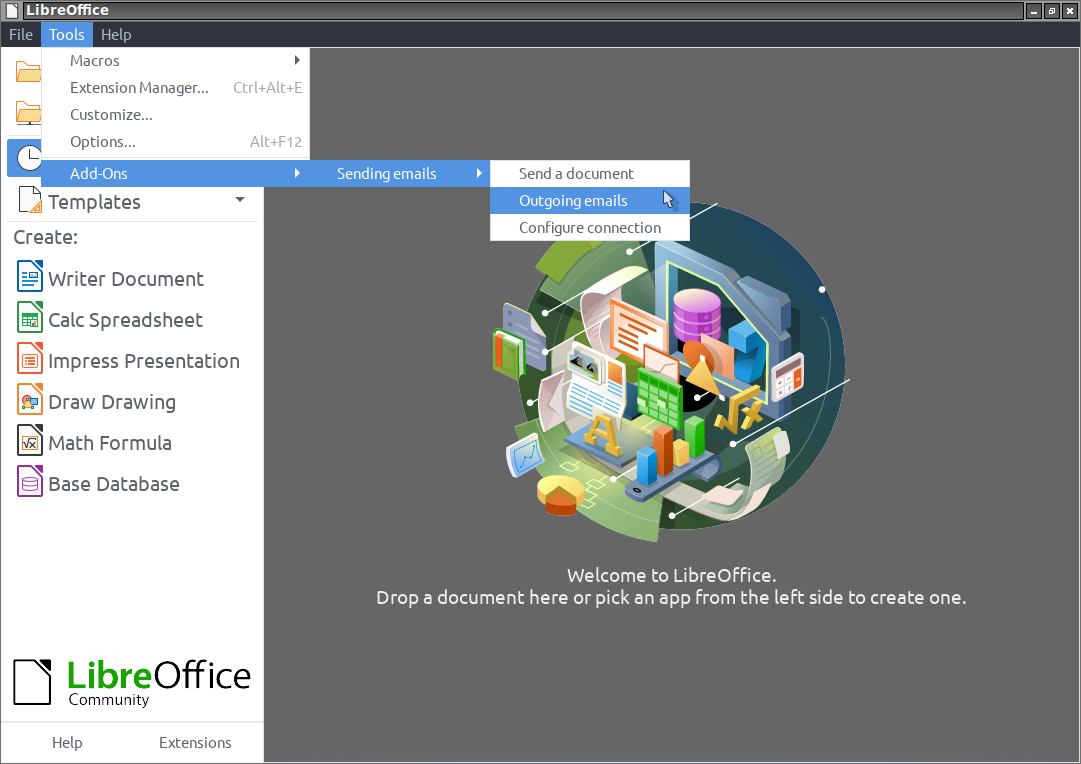 LibreOffice
File Tools Help
Macros
Extension Manager... Ctrl+Alt+E
Customize...
Options... Alt+F12
Add-Ons
Sending emails
Send a document
Outgoing emails
Configure connection
Templates
Create:
Writer Document
Calc Spreadsheet
Impress Presentation
Draw Drawing
Math Formula
Base Database
Welcome to LibreOffice.
Drop a document here or pick an app from the left side to create one.
LibreOffice
Community
Help Extensions